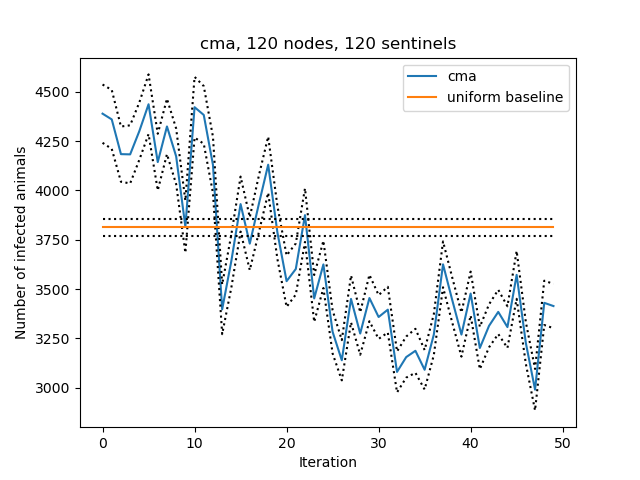 cma, 120 nodes, 120 sentinels
cma
uniform baseline
Number of infected animals
4500
4250
4000
3750
3500
3250
3000
0 10 20 30 40 50
Iteration